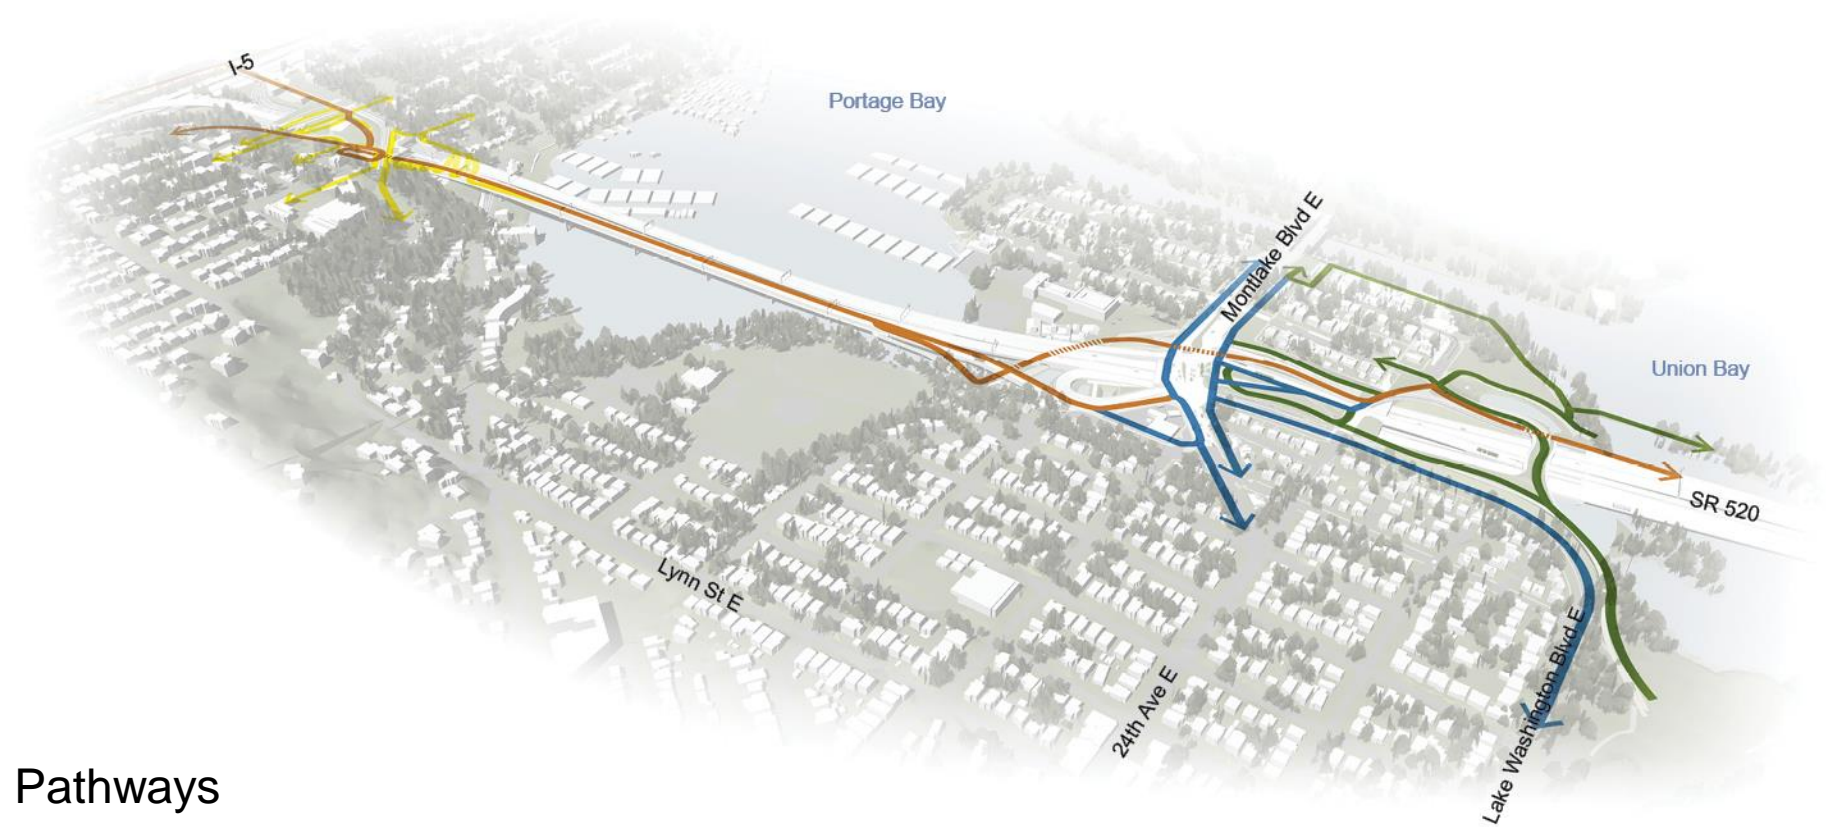 I-5
Portage Bay
Montlake Blvd E
Union Bay
SR 520
Lynn St E
24th Ave E
Lake Washington Blvd E
Pathways